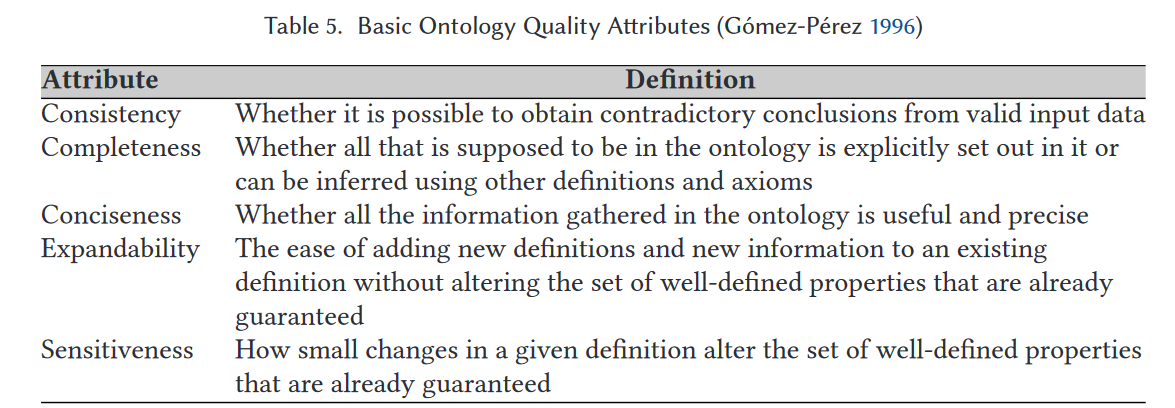 Table 5. Basic Ontology Quality Attributes (Gómez-Pérez 1996)
Attribute Definition
Consistency Whether it is possible to obtain contradictory conclusions from valid input data
Completeness Whether all that is supposed to be in the ontology is explicitly set out in it or
can be inferred using other definitions and axioms
Conciseness Whether all the information gathered in the ontology is useful and precise
Expandability The ease of adding new definitions and new information to an existing
definition without altering the set of well-defined properties that are already
guaranteed
Sensitiveness How small changes in a given definition alter the set of well-defined properties
that are already guaranteed